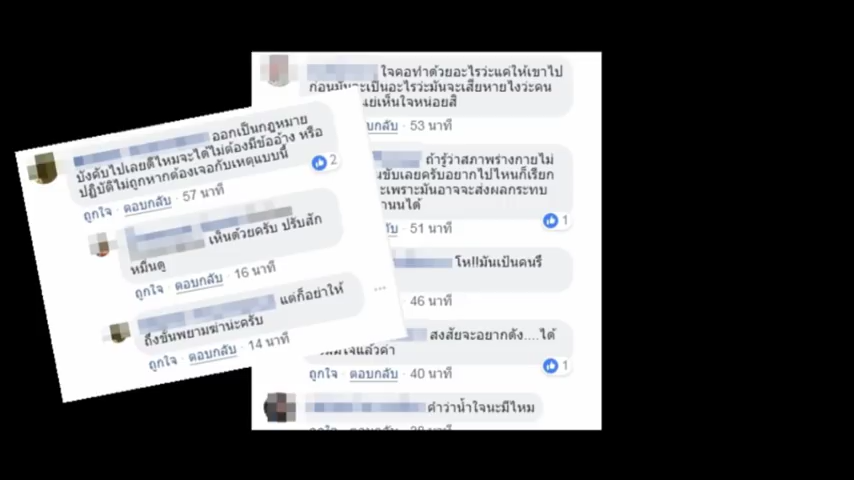 ออกเป็นกฎหมาย
บังคับไปเลยดีไหมจะได้ไม่ต้องมีข้ออ้าง หรือ
ปฏิบัติไม่ถูกหากต้องเจอกับเหตุแบบนี้
2
ถูกใจ · ตอบกลับ · 57 นาที
เห็นด้วยครับ ปรับสัก
หมื่นดู
ถูกใจ · ตอบกลับ · 16 นาที
แต่ก็อย่าให้
ถึงขั้นพยามฆ่าน่ะครับ
ถูกใจ · ตอบกลับ · 14 นาที
ใจคอทำด้วยอะไรว่ะแค่ให้เขาไป
ก่อนมันจะเป็นอะไรว่ะมันจะเสียหายไงว่ะคน
เห็นใจหน่อยสิ
53 นาที
ถ้ารู้ว่าสภาพร่างกายไม่
ขับเลยครับอยากไปไหนก็เรียก
เพราะมันอาจจะส่งผลกระทบ
ได้
1
51 นาที
โห!!มันเป็นคนรึ
46 นาที
สงสัยจะอยากดัง....ได้
แล้วค่า
1
ถูกใจ · ตอบกลับ · 40 นาที
คำว่าน้ำใจนะมีไหม